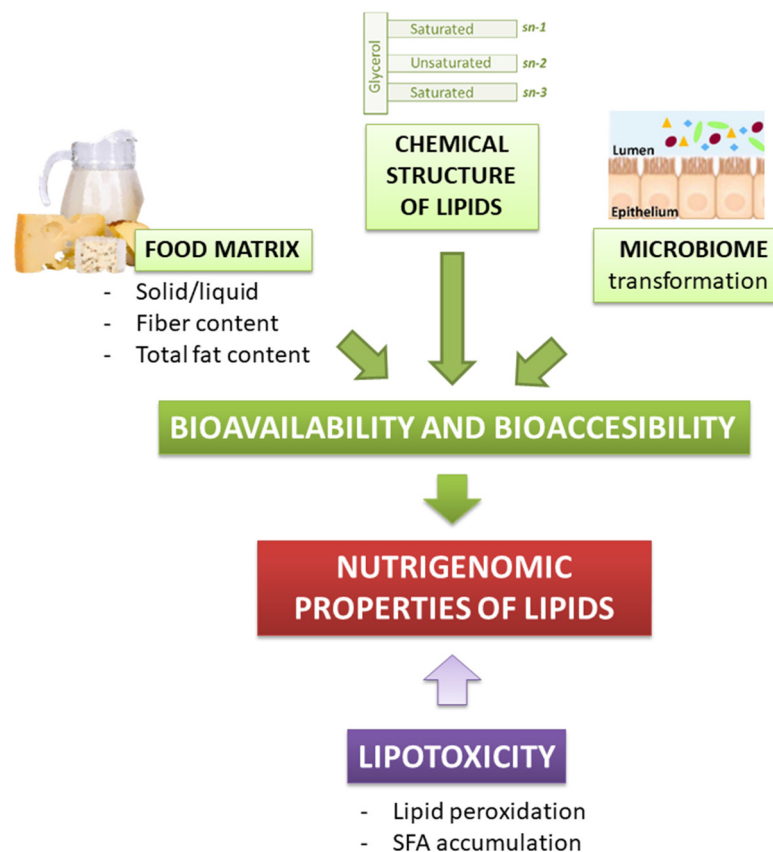 Glycerol
Saturated sn-1
Unsaturated sn-2
Saturated sn-3
CHEMICAL
STRUCTURE
OF LIPIDS
Lumen
Epithelium
MICROBIOME
transformation
FOOD MATRIX
- Solid/liquid
- Fiber content
- Total fat content
BIOAVAILABILITY AND BIOACCESIBILITY
NUTRIGENOMIC
PROPERTIES OF LIPIDS
LIPOTOXICITY
- Lipid peroxidation
- SFA accumulation